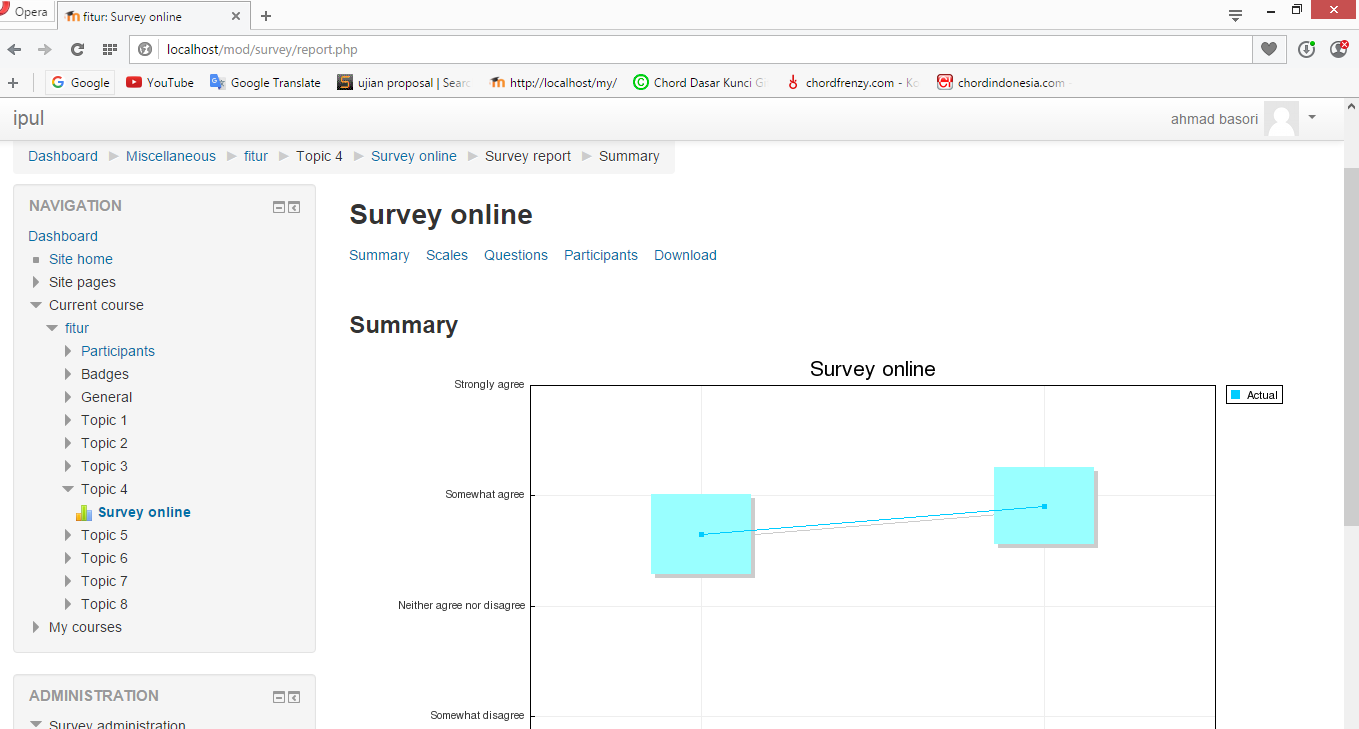 Opera
fitur: Survey online
localhost/mod/survey/report.php
Google YouTube Google Translate ujian proposal | Sear http://localhost/my/ Chord Dasar Kunci G chordfrenzy.com - Ko chordindonesia.com
ipul
ahmad basori
Dashboard Miscellaneous fitur Topic 4 Survey online Survey report Summary
NAVIGATION
Dashboard
Site home
Site pages
Current course
fitur
Participants
Badges
General
Topic 1
Topic 2
Topic 3
Topic 4
Survey online
Topic 5
Topic 6
Topic 7
Topic 8
My courses
ADMINISTRATION
Survey administration
Survey online
Summary Scales Questions Participants Download
Summary
Survey online
Strongly agree
Somewhat agree
Neither agree nor disagree
Somewhat disagree
Actual